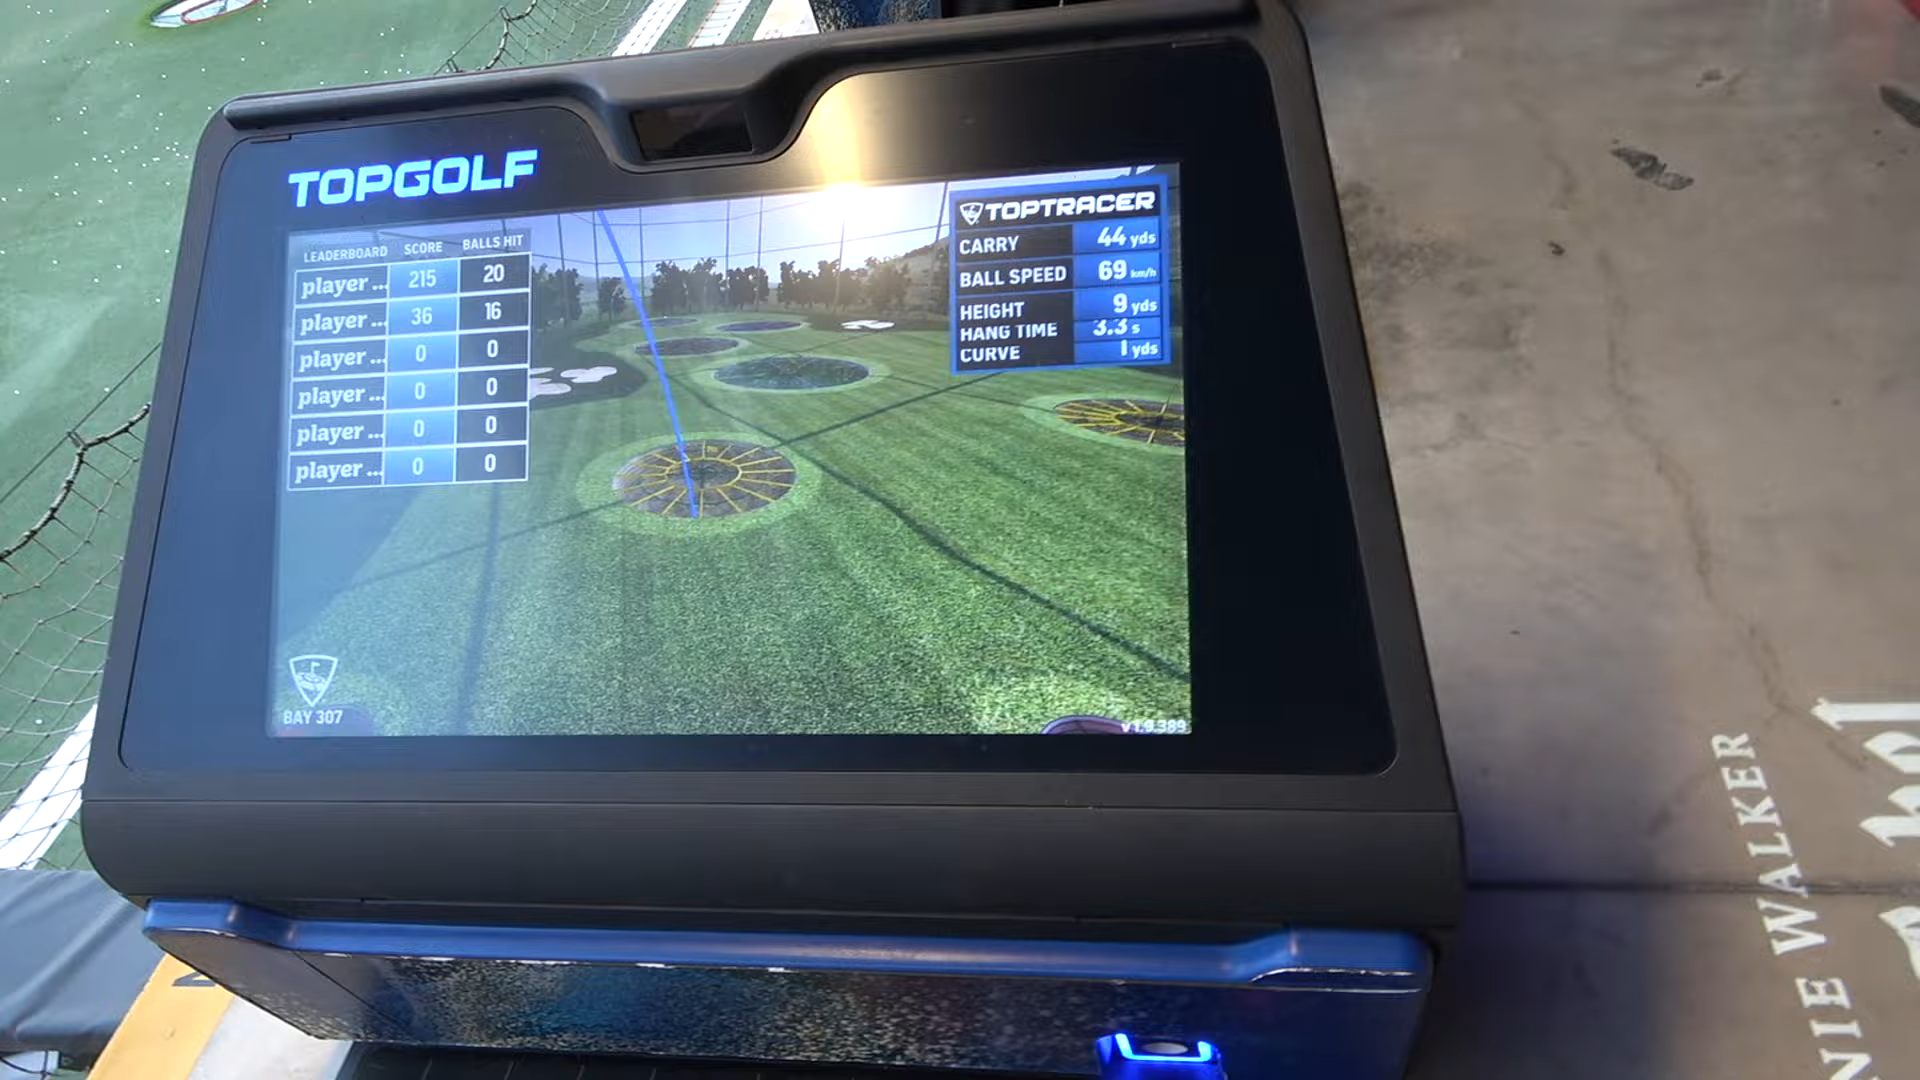 TOPGOLF
LEADERBOARD SCORE BALLS HIT
player ... 215 20
player ... 36 16
player ... 0 0
player ... 0 0
player ... 0 0
player ... 0 0
TOPTRACER
CARRY 44 yds
BALL SPEED 69 km/h
HEIGHT 9 yds
HANG TIME 3.3 s
CURVE 1 yds
BAY 307
v1.9.389
NIE WALKER